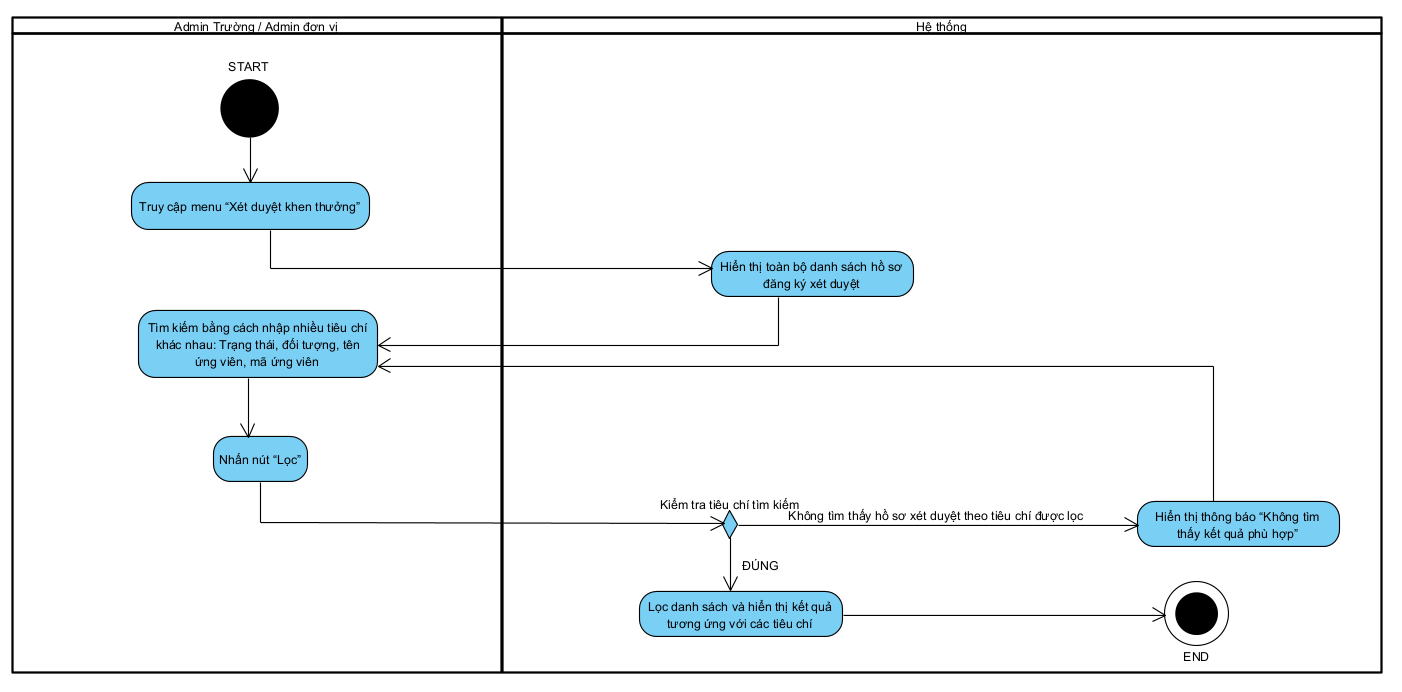 Admin Trường / Admin đơn vị
Hệ thống
START
Truy cập menu “Xét duyệt khen thưởng”
Hiển thị toàn bộ danh sách hồ sơ
đăng ký xét duyệt
Tìm kiếm bằng cách nhập nhiều tiêu chí
khác nhau: Trạng thái, đối tượng, tên
ứng viên, mã ứng viên
Nhấn nút “Lọc”
Kiểm tra tiêu chí tìm kiếm
Không tìm thấy hồ sơ xét duyệt theo tiêu chí được lọc
Hiển thị thông báo “Không tìm
thấy kết quả phù hợp”
ĐÚNG
Lọc danh sách và hiển thị kết quả
tương ứng với các tiêu chí
END